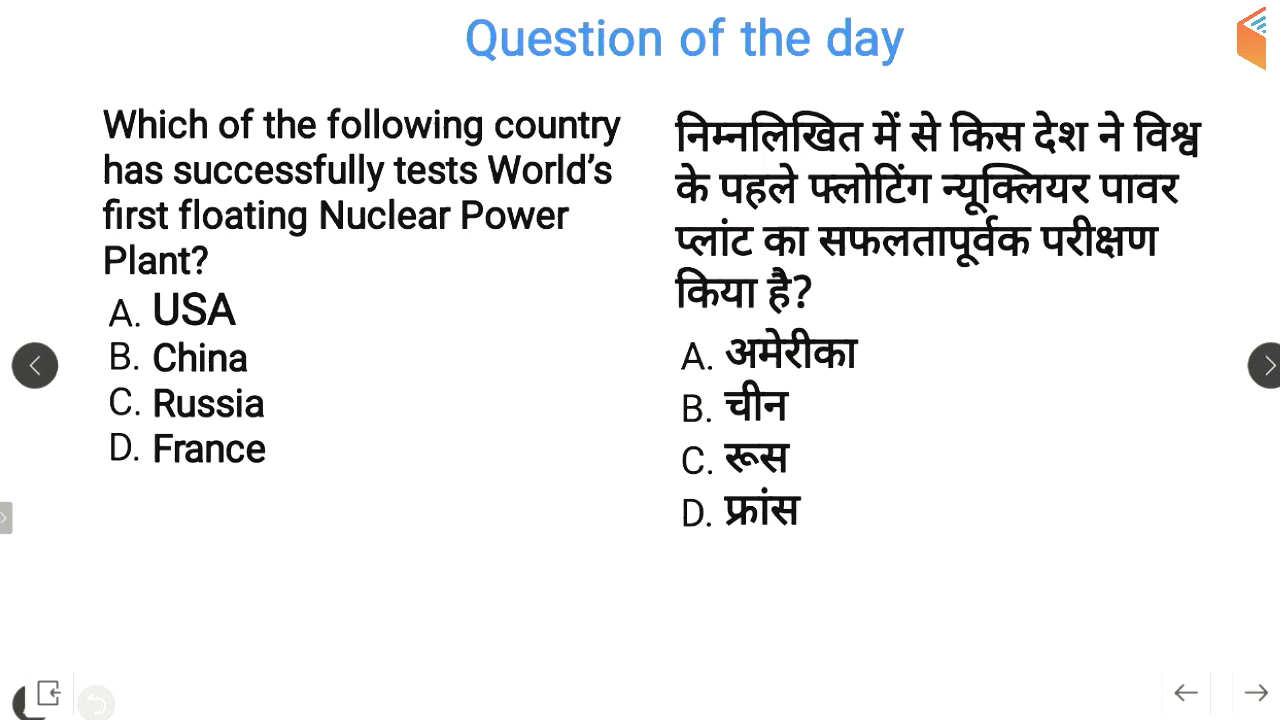 Question of the day
Which of the following country
has successfully tests World’s
first floating Nuclear Power
Plant?
A. USA
B. China
C. Russia
D. France
निम्नलिखित में से किस देश ने विश्व
के पहले फ्लोटिंग न्यूक्लियर पावर
प्लांट का सफलतापूर्वक परीक्षण
किया है?
A. अमेरीका
B. चीन
C. रूस
D. फ्रांस